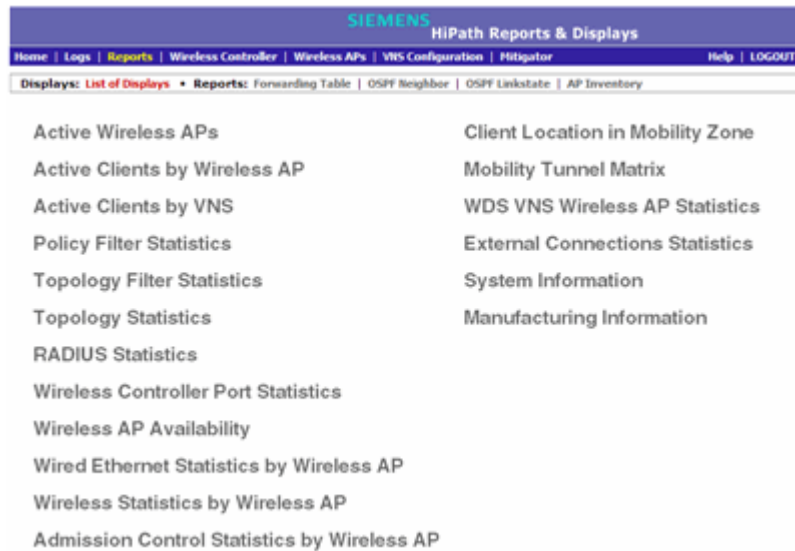 SIEMENS
HiPath Reports & Displays
Home | Logs | Reports | Wireless Controller | Wireless APs | VNS Configuration | Mitigator Help | LOGOUT
Displays: List of Displays • Reports: Forwarding Table | OSPF Neighbor | OSPF Linkstate | AP Inventory
Active Wireless APs
Active Clients by Wireless AP
Active Clients by VNS
Policy Filter Statistics
Topology Filter Statistics
Topology Statistics
RADIUS Statistics
Wireless Controller Port Statistics
Wireless AP Availability
Wired Ethernet Statistics by Wireless AP
Wireless Statistics by Wireless AP
Admission Control Statistics by Wireless AP
Client Location in Mobility Zone
Mobility Tunnel Matrix
WDS VNS Wireless AP Statistics
External Connections Statistics
System Information
Manufacturing Information